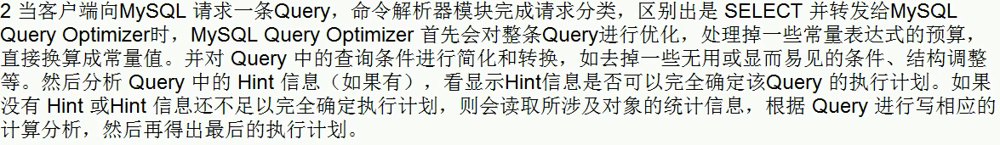 2 当客户端向MySQL 请求一条Query，命令解析器模块完成请求分类，区别出是 SELECT 并转发给MySQL
Query Optimizer时，MySQL Query Optimizer 首先会对整条Query进行优化，处理掉一些常量表达式的预算，
直接换算成常量值。并对 Query 中的查询条件进行简化和转换，如去掉一些无用或显而易见的条件、结构调整
等。然后分析 Query 中的 Hint 信息（如果有），看显示Hint信息是否可以完全确定该Query 的执行计划。如果
没有 Hint 或Hint 信息还不足以完全确定执行计划，则会读取所涉及对象的统计信息，根据 Query 进行写相应的
计算分析，然后再得出最后的执行计划。